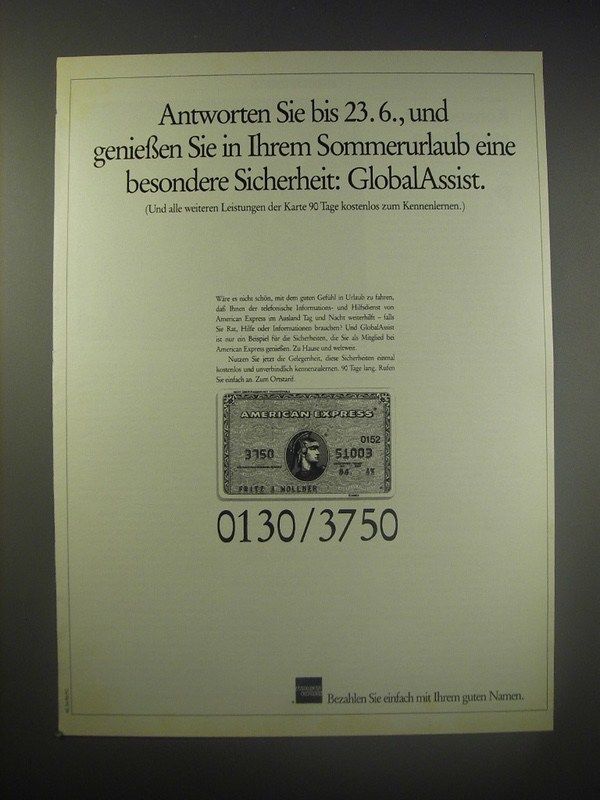 Antworten Sie bis 23. 6., und
genießen Sie in Ihrem Sommerurlaub eine
besondere Sicherheit: GlobalAssist.
(Und alle weiteren Leistungen der Karte 90 Tage kostenlos zum Kennenlernen.)
Wäre es nicht schön, mit dem guten Gefühl in Urlaub zu fahren,
daß Ihnen der telefonische Informations- und Hilfsdienst von
American Express im Ausland Tag und Nacht weiterhilft – falls
Sie Rat, Hilfe oder Informationen brauchen? Und GlobalAssist
ist nur ein Beispiel für die Sicherheiten, die Sie als Mitglied bei
American Express genießen. Zu Hause und weltweit.
Nutzen Sie jetzt die Gelegenheit, diese Sicherheiten einmal
kostenlos und unverbindlich kennenzulernen. 90 Tage lang. Rufen
Sie einfach an. Zum Ortstarif.
AMERICAN EXPRESS
0152
3750 51003
84 AX
FRITZ J WOLLNER
0130/3750
Bezahlen Sie einfach mit Ihrem guten Namen.